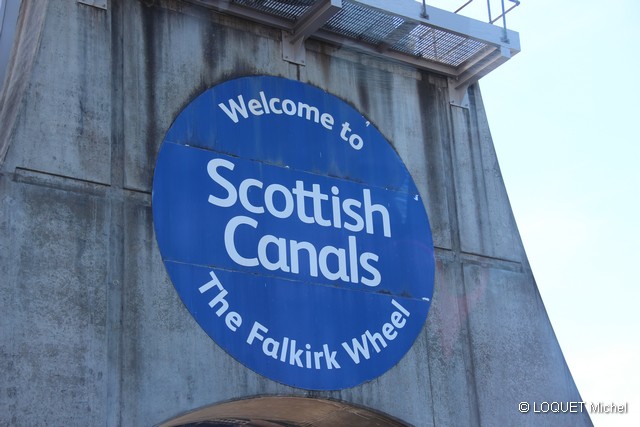 Welcome to
Scottish
Canals
The Falkirk Wheel
© LOQUET Michel